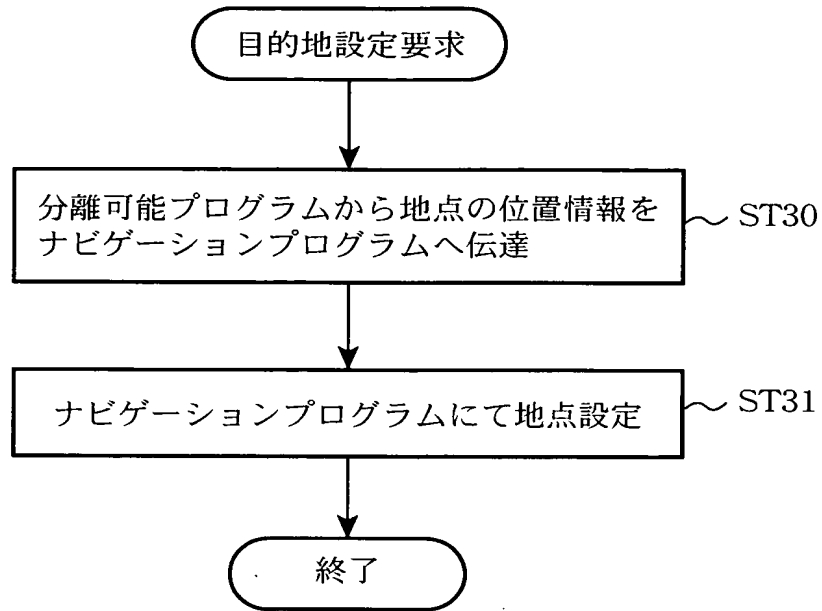 目的地設定要求
分離可能プログラムから地点の位置情報を
ナビゲーションプログラムへ伝達
ST30
ナビゲーションプログラムにて地点設定
ST31
終了